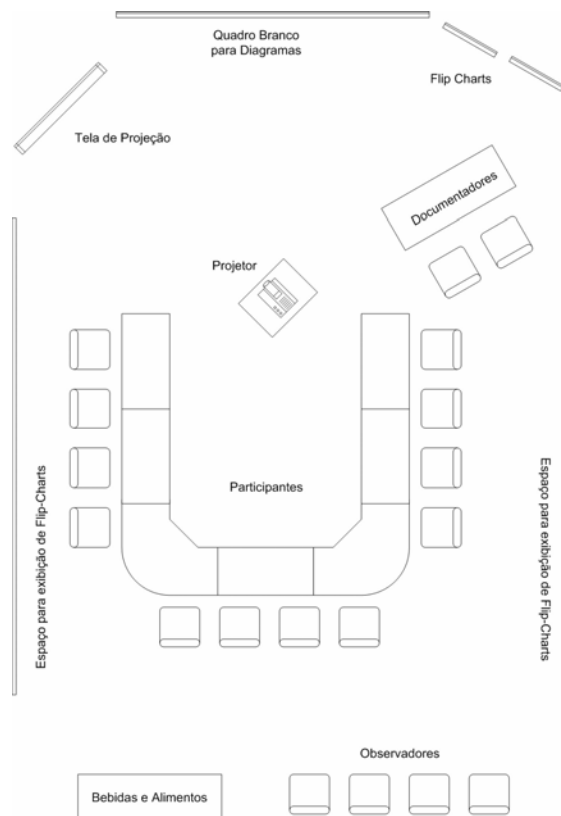 Quadro Branco
para Diagramas
Flip Charts
Tela de Projeção
Documentadores
Projetor
Participantes
Espaço para exibição de Flip-Charts
Espaço para exibição de Flip-Charts
Observadores
Bebidas e Alimentos